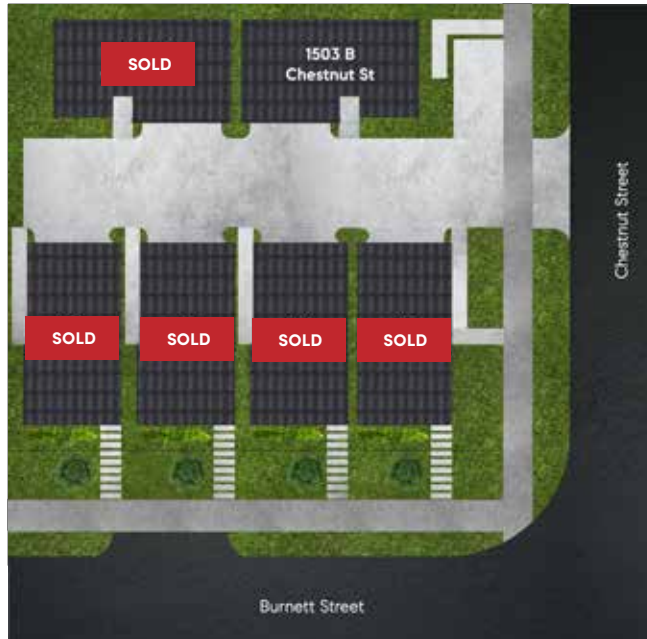 SOLD
1503 B
Chestnut St
Chestnut Street
SOLD
SOLD
SOLD
SOLD
Burnett Street